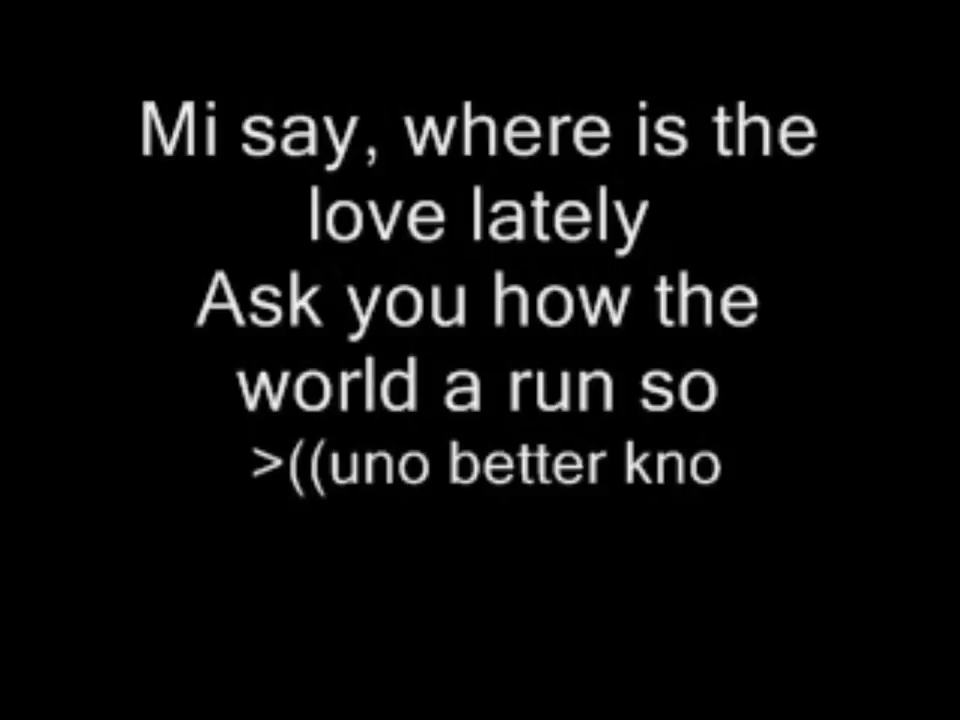 Mi say, where is the
love lately
Ask you how the
world a run so
>((uno better kno